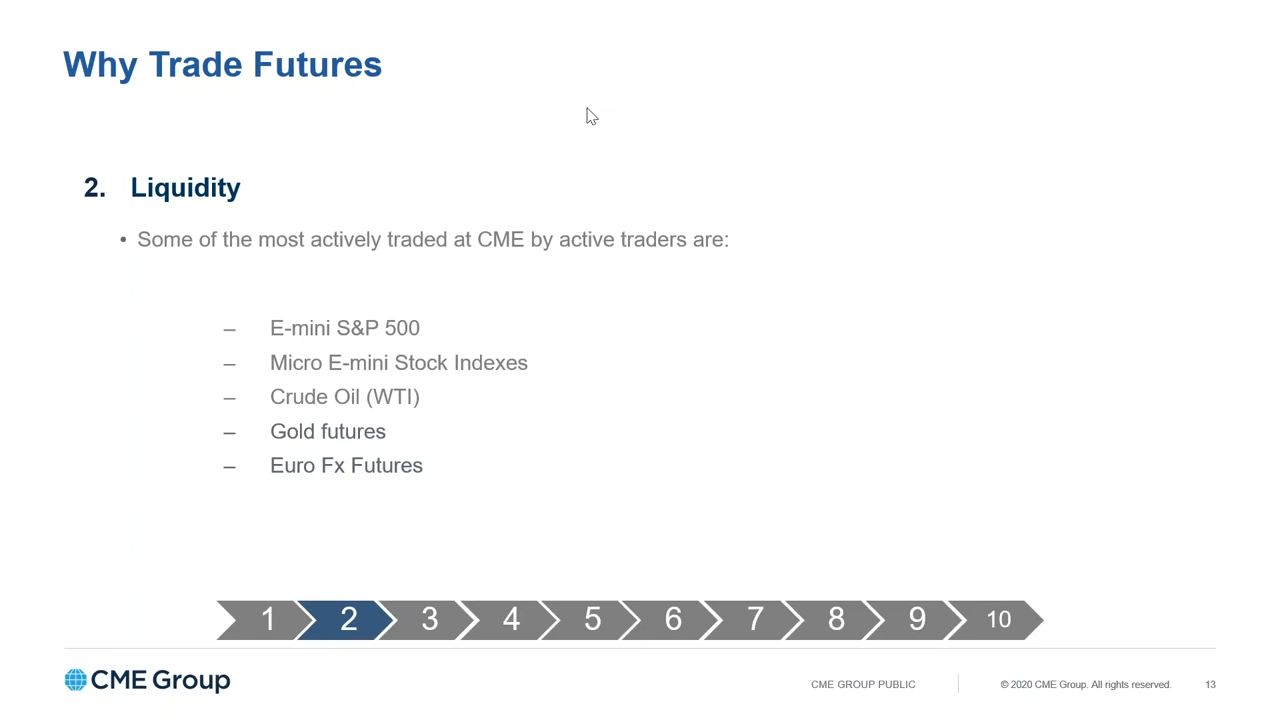 Why Trade Futures
2. Liquidity
• Some of the most actively traded at CME by active traders are:
– E-mini S&P 500
– Micro E-mini Stock Indexes
– Crude Oil (WTI)
– Gold futures
– Euro Fx Futures
1 2 3 4 5 6 7 8 9 10
CME Group CME GROUP PUBLIC © 2020 CME Group. All rights reserved. 13